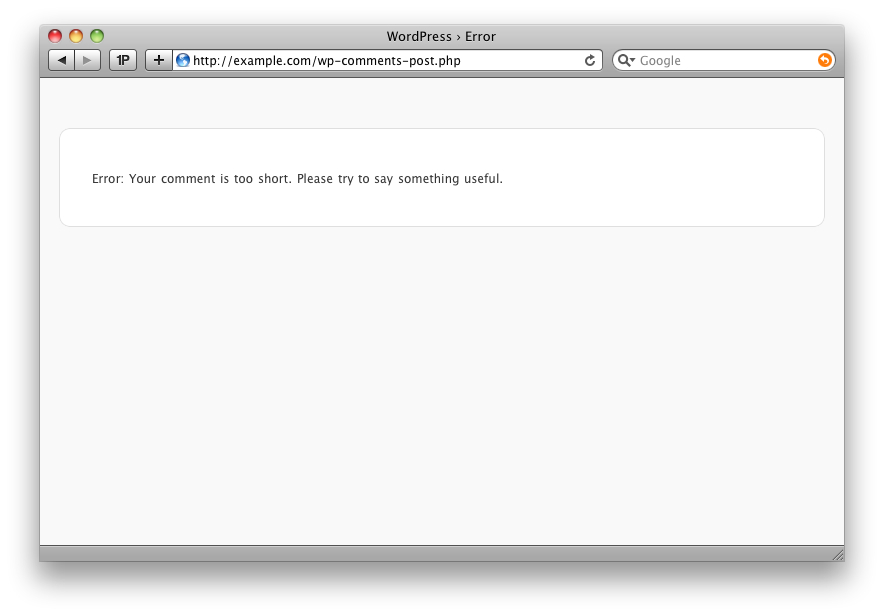 WordPress › Error
1P
http://example.com/wp-comments-post.php
Google
Error: Your comment is too short. Please try to say something useful.